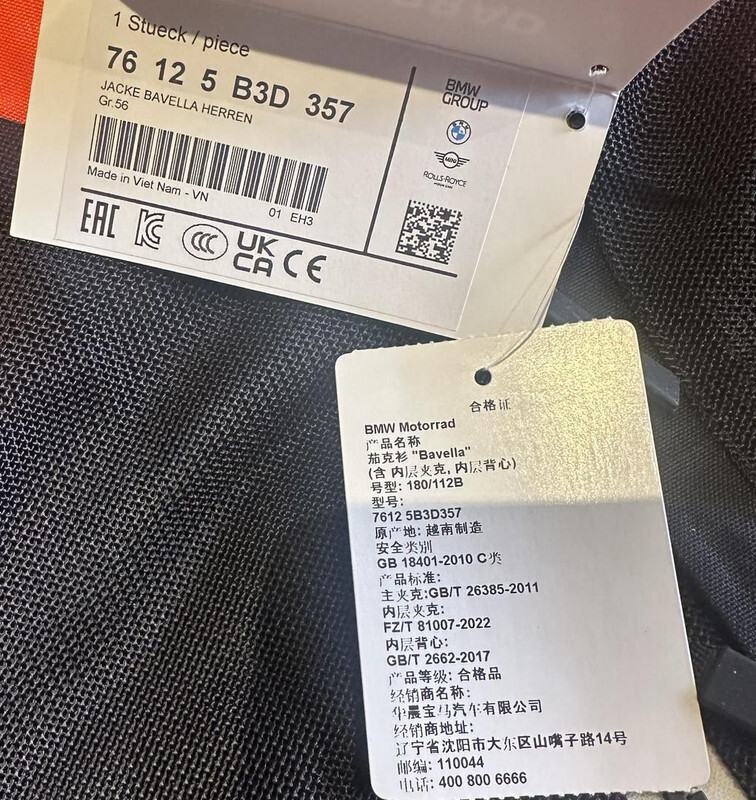 1 Stueck / piece
76 12 5 B3D 357
JACKE BAVELLA HERREN
Gr.56
Made in Viet Nam - VN
01 EH3
BMW
GROUP
MINI
ROLLS-ROYCE
EAC
CCC
UK
CA
CE
合格证
BMW Motorrad
产品名称
茄克衫 "Bavella"
(含 内层夹克, 内层背心)
号型: 180/112B
型号:
7612 5B3D357
原产地: 越南制造
安全类别
GB 18401-2010 C类
产品标准:
主夹克:GB/T 26385-2011
内层夹克:
FZ/T 81007-2022
内层背心:
GB/T 2662-2017
产品等级: 合格品
经销商名称:
华晨宝马汽车有限公司
经销商地址:
辽宁省沈阳市大东区山嘴子路14号
邮编: 110044
电话: 400 800 6666